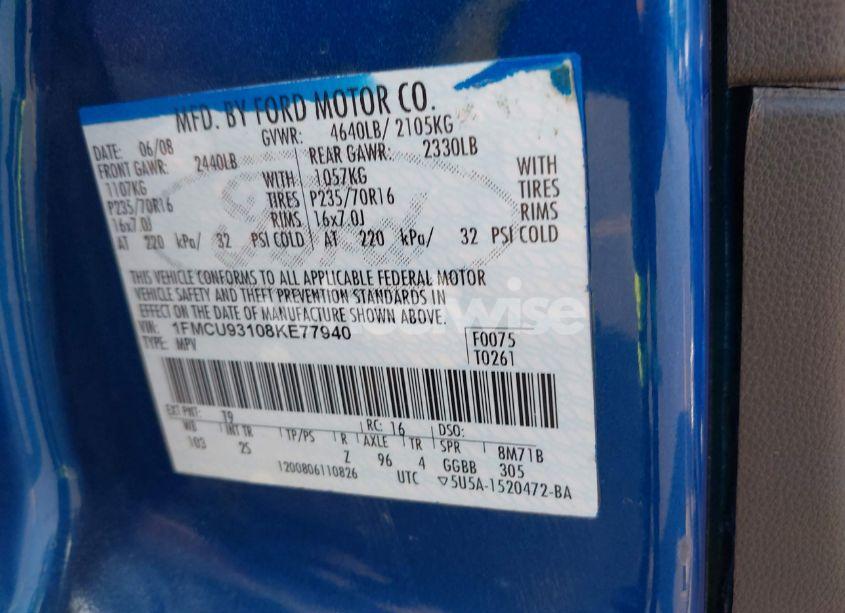 MFD. BY FORD MOTOR CO.
DATE: 06/08 GVWR: 4640LB/ 2105KG
FRONT GAWR: 2440LB REAR GAWR: 2330LB
1107KG WITH 1057KG WITH
P235/70R16 TIRES P235/70R16 TIRES
16x7.0J RIMS 16x7.0J RIMS
AT 220 kPa/ 32 PSI COLD AT 220 kPa/ 32 PSI COLD
THIS VEHICLE CONFORMS TO ALL APPLICABLE FEDERAL MOTOR
VEHICLE SAFETY AND THEFT PREVENTION STANDARDS IN
EFFECT ON THE DATE OF MANUFACTURE SHOWN ABOVE.
VIN: 1FMCU93108KE77940 F0075
TYPE: MPV T0261
EXT PNT: T9 RC: 16 DSO:
WB INT TR TP/PS R AXLE TR SPR 8M71B
103 2S Z 96 4 GGBB 305
1200806110826 UTC ▽5U5A-1520472-BA